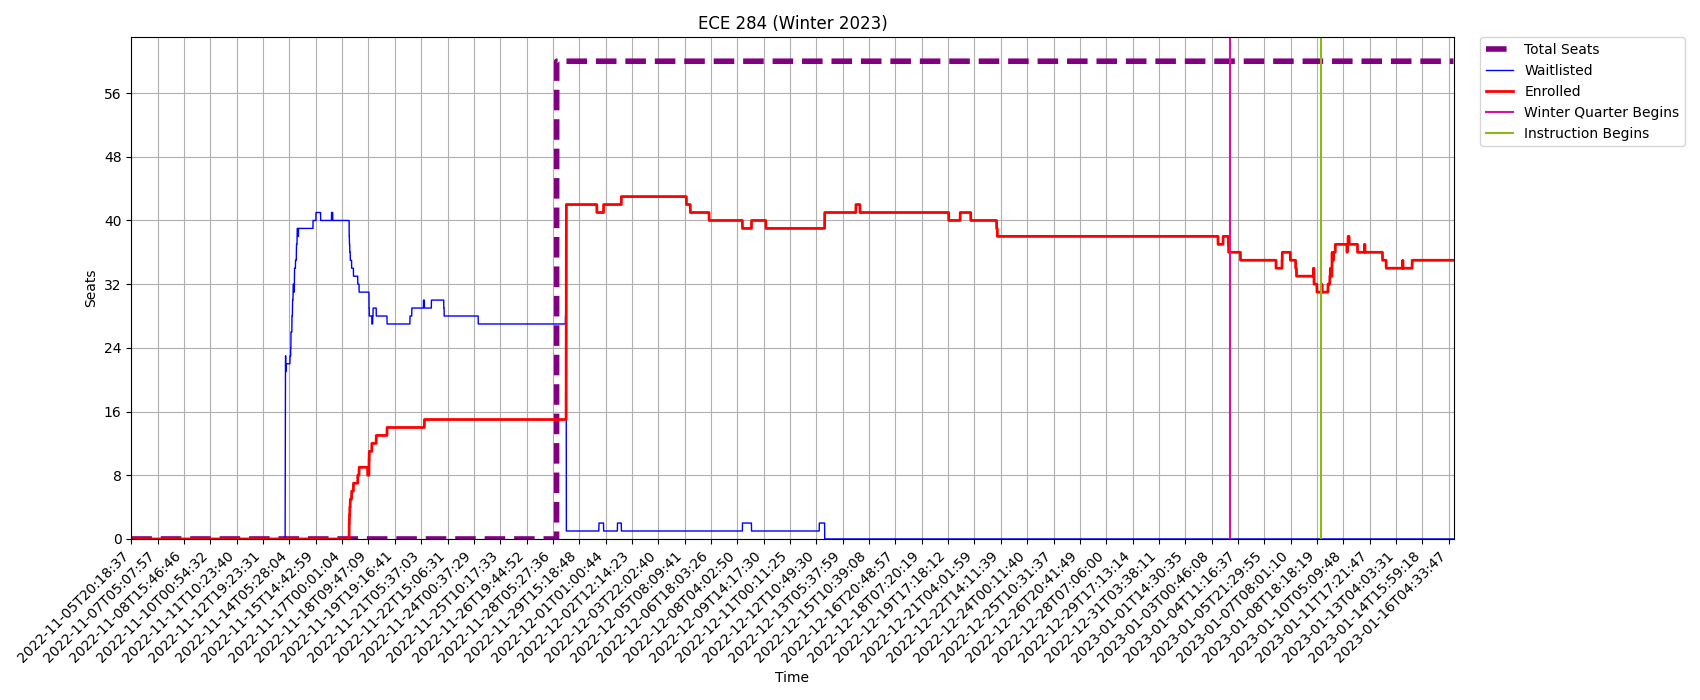 ECE 284 (Winter 2023)
Total Seats
Waitlisted
Enrolled
Winter Quarter Begins
Instruction Begins
Seats
56
48
40
32
24
16
8
0
2022-11-05T20:18:37
2022-11-07T05:07:57
2022-11-08T15:46:46
2022-11-10T00:54:32
2022-11-11T10:23:40
2022-11-12T19:23:31
2022-11-14T05:28:04
2022-11-15T14:42:59
2022-11-17T00:01:04
2022-11-18T09:47:09
2022-11-19T19:16:41
2022-11-21T05:37:03
2022-11-22T15:06:31
2022-11-24T00:37:29
2022-11-25T10:17:33
2022-11-26T19:44:52
2022-11-28T05:27:36
2022-11-29T15:18:48
2022-12-01T01:00:44
2022-12-02T12:14:23
2022-12-03T22:02:40
2022-12-05T08:09:41
2022-12-06T18:03:26
2022-12-08T04:02:50
2022-12-09T14:17:30
2022-12-11T00:11:25
2022-12-12T10:49:30
2022-12-13T05:37:59
2022-12-15T10:39:08
2022-12-16T20:48:57
2022-12-18T07:20:19
2022-12-19T17:18:12
2022-12-21T04:01:59
2022-12-22T14:11:39
2022-12-24T00:11:40
2022-12-25T10:31:37
2022-12-26T20:41:49
2022-12-28T07:06:00
2022-12-29T17:13:14
2022-12-31T03:38:11
2023-01-01T14:30:35
2023-01-03T00:46:08
2023-01-04T11:16:37
2023-01-05T21:29:55
2023-01-07T08:01:10
2023-01-08T18:18:19
2023-01-10T05:09:48
2023-01-11T17:21:47
2023-01-13T04:03:31
2023-01-14T15:59:18
2023-01-16T04:33:47
Time